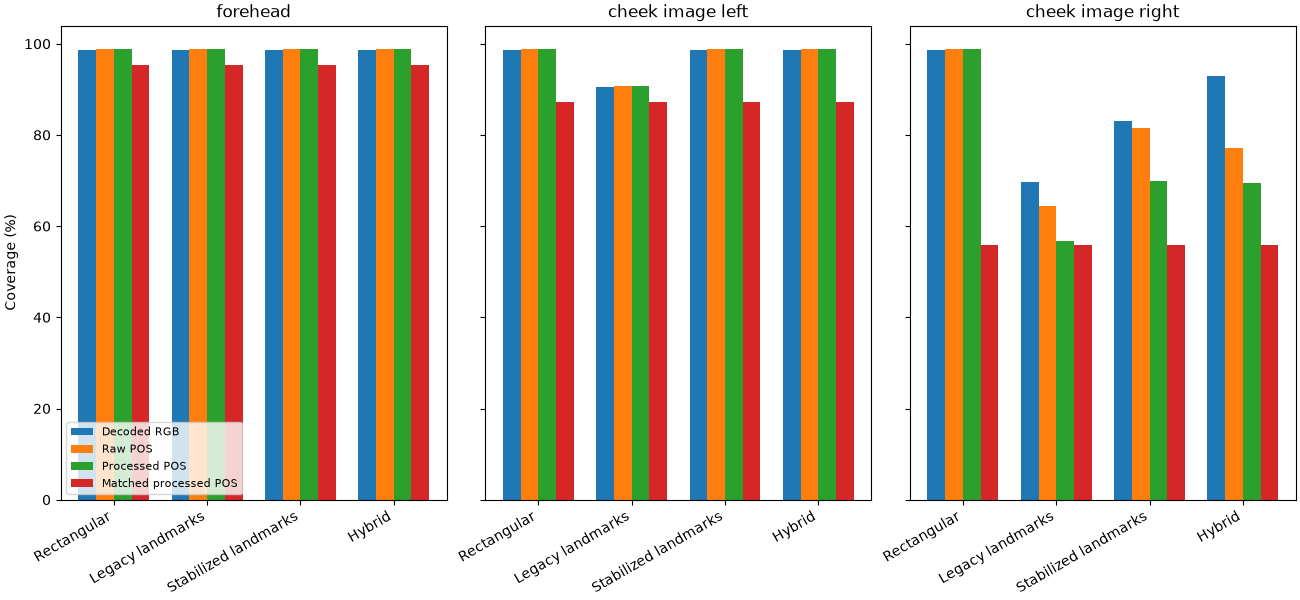 forehead
cheek image left
cheek image right
Coverage (%)
100
80
60
40
20
0
Decoded RGB
Raw POS
Processed POS
Matched processed POS
Rectangular
Legacy landmarks
Stabilized landmarks
Hybrid
Rectangular
Legacy landmarks
Stabilized landmarks
Hybrid
Rectangular
Legacy landmarks
Stabilized landmarks
Hybrid